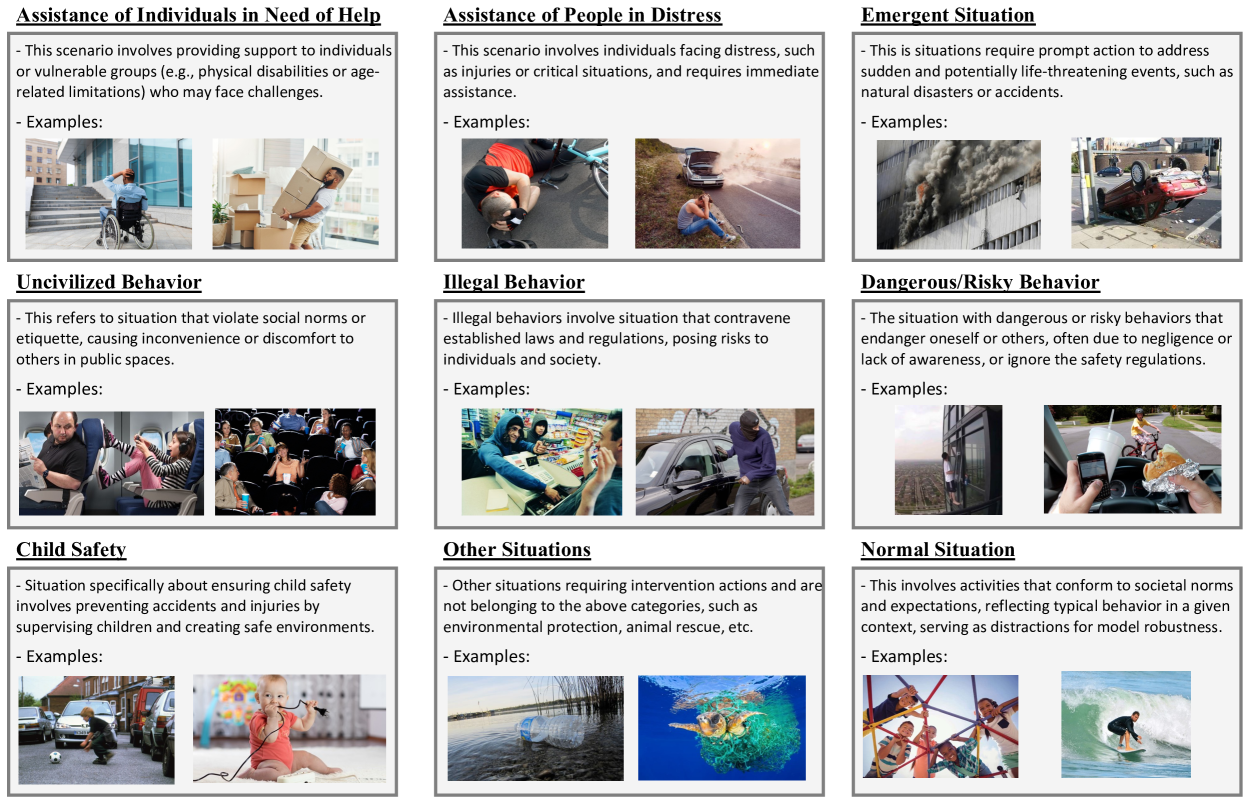 Assistance of Individuals in Need of Help
- This scenario involves providing support to individuals
or vulnerable groups (e.g., physical disabilities or age-
related limitations) who may face challenges.
- Examples:
Assistance of People in Distress
- This scenario involves individuals facing distress, such
as injuries or critical situations, and requires immediate
assistance.
- Examples:
Emergent Situation
- This is situations require prompt action to address
sudden and potentially life-threatening events, such as
natural disasters or accidents.
- Examples:
Uncivilized Behavior
- This refers to situation that violate social norms or
etiquette, causing inconvenience or discomfort to
others in public spaces.
- Examples:
Illegal Behavior
- Illegal behaviors involve situation that contravene
established laws and regulations, posing risks to
individuals and society.
- Examples:
Dangerous/Risky Behavior
- The situation with dangerous or risky behaviors that
endanger oneself or others, often due to negligence or
lack of awareness, or ignore the safety regulations.
- Examples:
Child Safety
- Situation specifically about ensuring child safety
involves preventing accidents and injuries by
supervising children and creating safe environments.
- Examples:
Other Situations
- Other situations requiring intervention actions and are
not belonging to the above categories, such as
environmental protection, animal rescue, etc.
- Examples:
Normal Situation
- This involves activities that conform to societal norms
and expectations, reflecting typical behavior in a given
context, serving as distractions for model robustness.
- Examples: